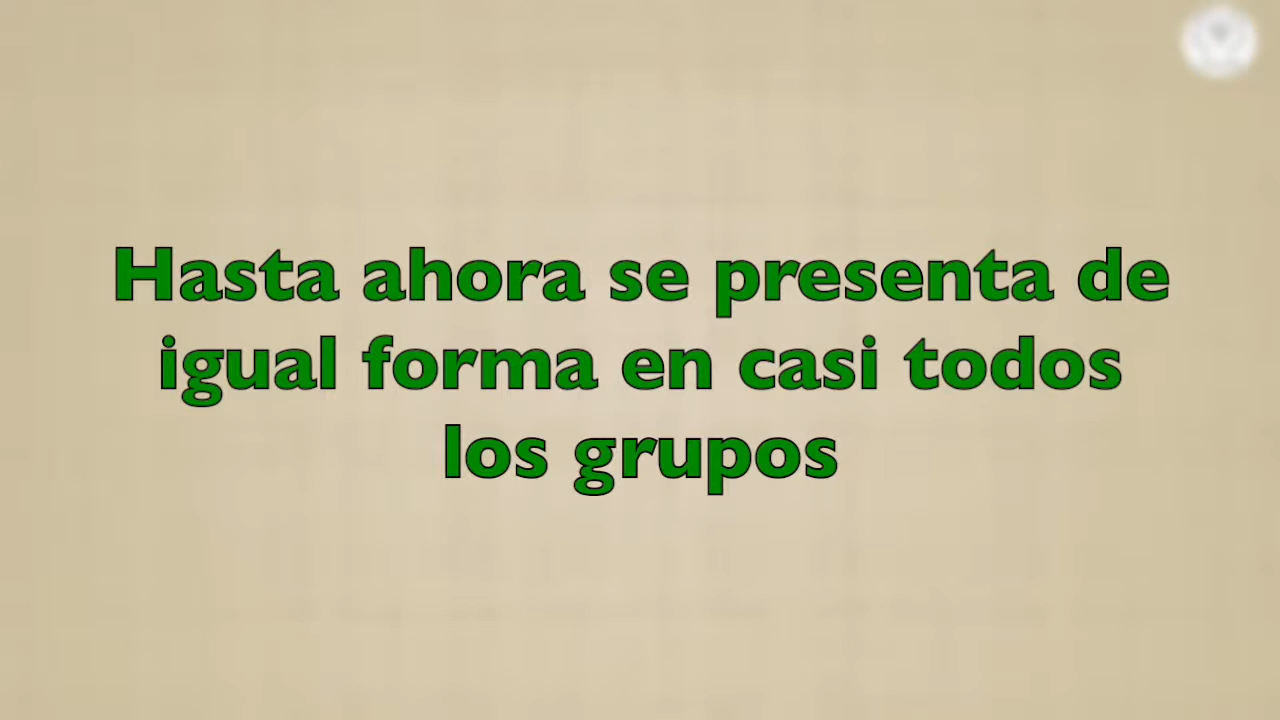 Hasta ahora se presenta de
igual forma en casi todos
los grupos